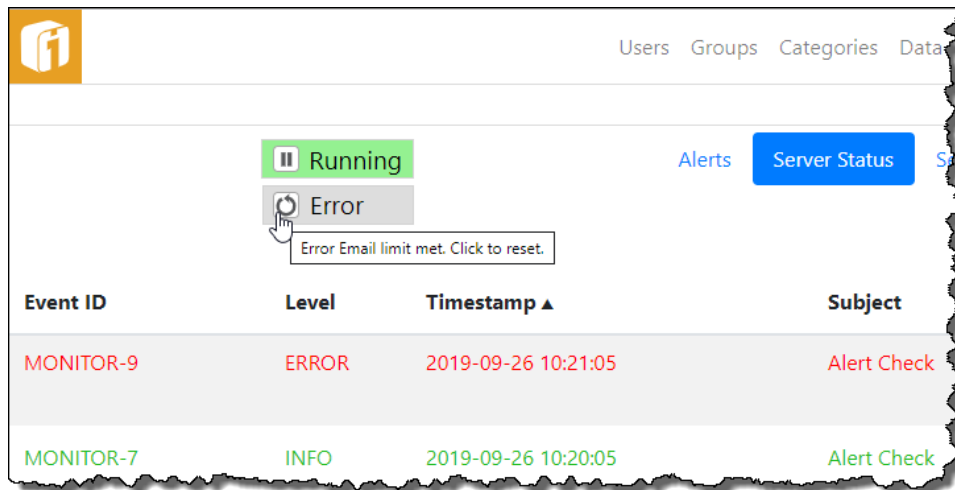 Users Groups Categories Data
Running
Alerts Server Status
Error
Error Email limit met. Click to reset.
Event ID Level Timestamp ▲ Subject
MONITOR-9 ERROR 2019-09-26 10:21:05 Alert Check
MONITOR-7 INFO 2019-09-26 10:20:05 Alert Check